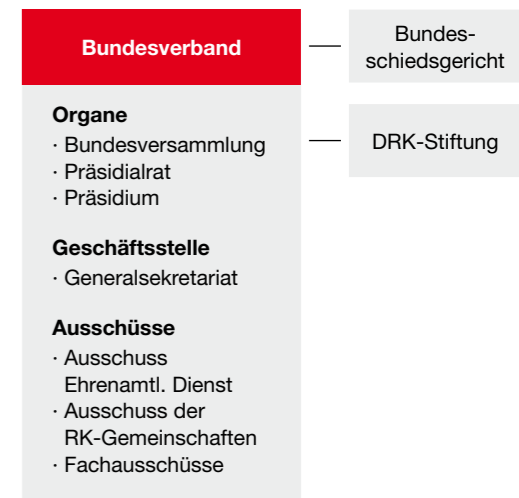 Bundesverband
Bundes-
schiedsgericht
Organe
· Bundesversammlung
· Präsidialrat
· Präsidium
DRK-Stiftung
Geschäftsstelle
· Generalsekretariat
Ausschüsse
· Ausschuss
Ehrenamtl. Dienst
· Ausschuss der
RK-Gemeinschaften
· Fachausschüsse